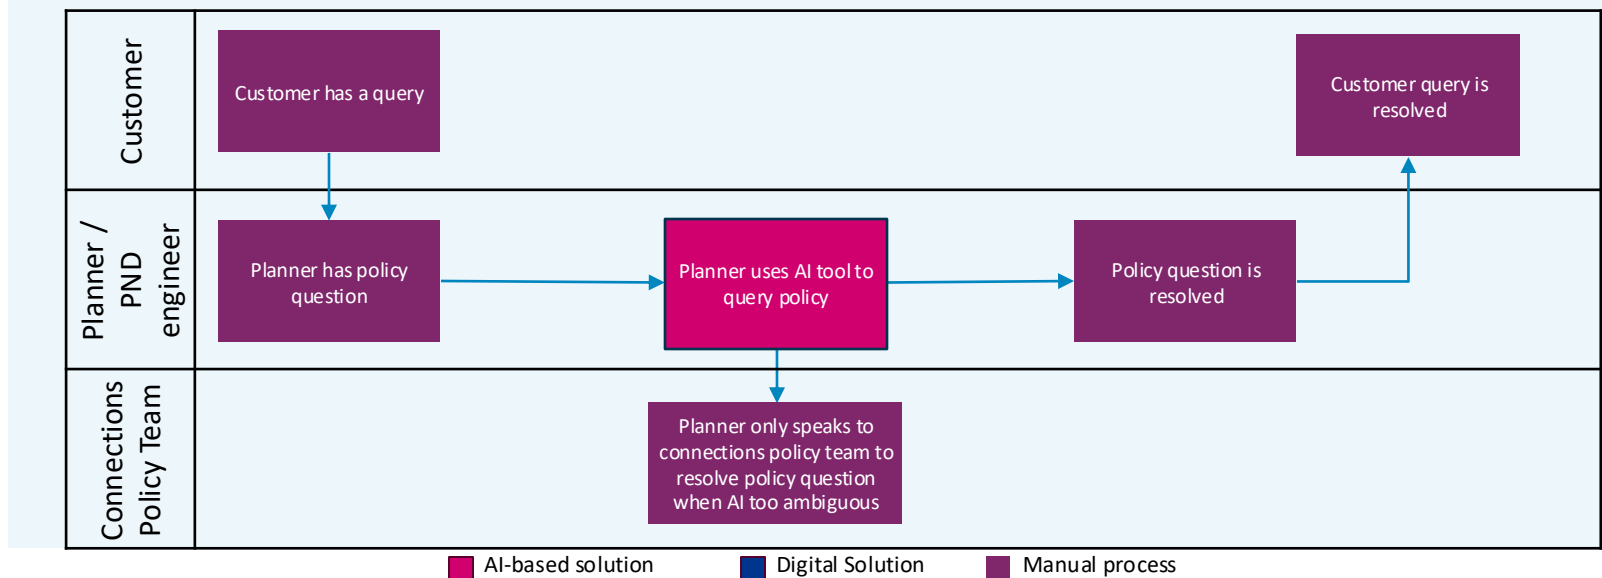 Customer
Customer has a query
Customer query is
resolved
Planner /
PND
engineer
Planner has policy
question
Planner uses AI tool to
query policy
Policy question is
resolved
Connections
Policy Team
Planner only speaks to
connections policy team to
resolve policy question
when AI too ambiguous
AI-based solution
Digital Solution
Manual process